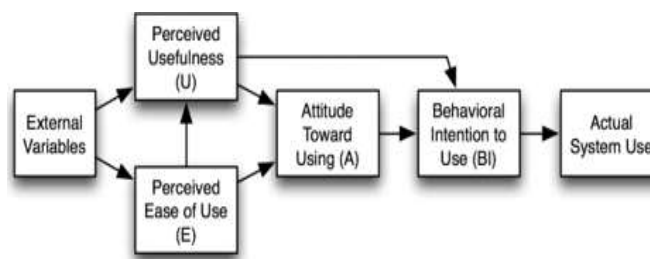 Perceived
Usefulness
(U)
External
Variables
Perceived
Ease of Use
(E)
Attitude
Toward
Using (A)
Behavioral
Intention to
Use (BI)
Actual
System Use